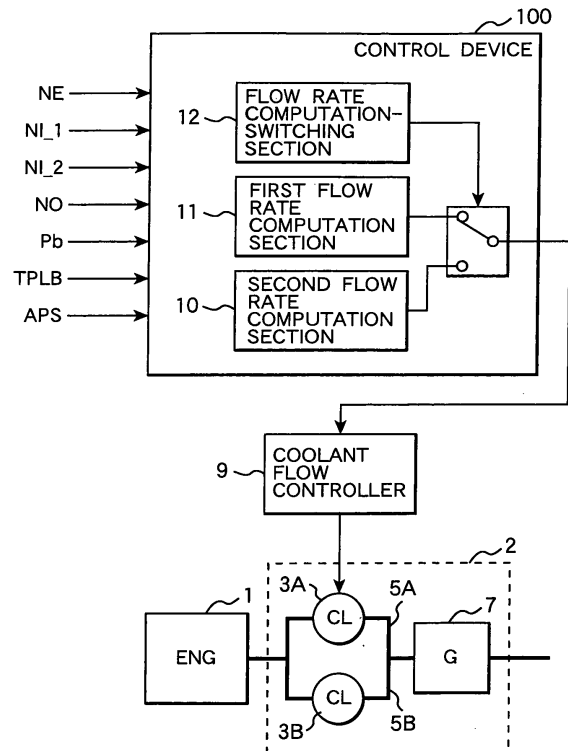 100
CONTROL DEVICE
NE
NI_1
NI_2
NO
Pb
TPLB
APS
12
FLOW RATE
COMPUTATION-
SWITCHING
SECTION
11
FIRST FLOW
RATE
COMPUTATION
SECTION
10
SECOND FLOW
RATE
COMPUTATION
SECTION
9
COOLANT
FLOW
CONTROLLER
2
1
ENG
3A
CL
5A
7
G
3B
CL
5B